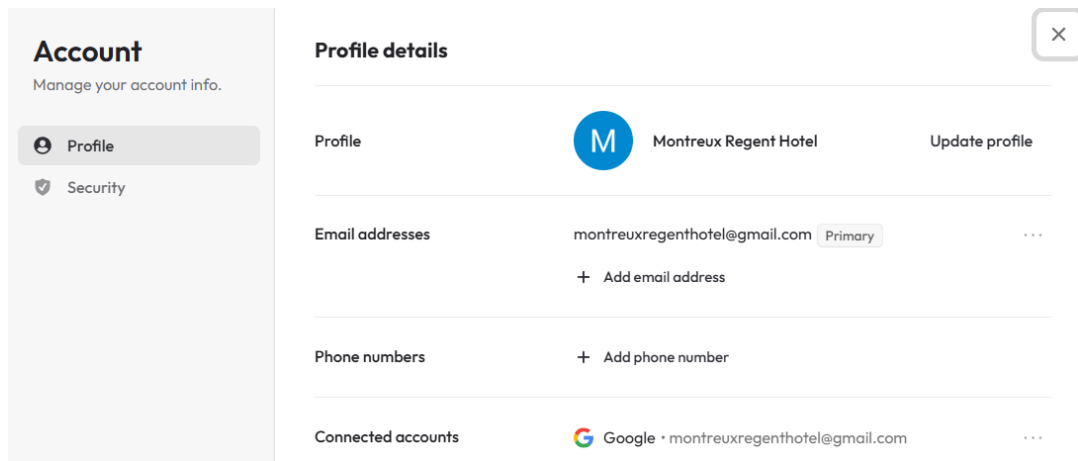 Account
Manage your account info.
Profile
Security
Profile details
Profile
M
Montreux Regent Hotel
Update profile
Email addresses
montreuxregenthotel@gmail.com Primary
+ Add email address
Phone numbers
+ Add phone number
Connected accounts
Google • montreuxregenthotel@gmail.com